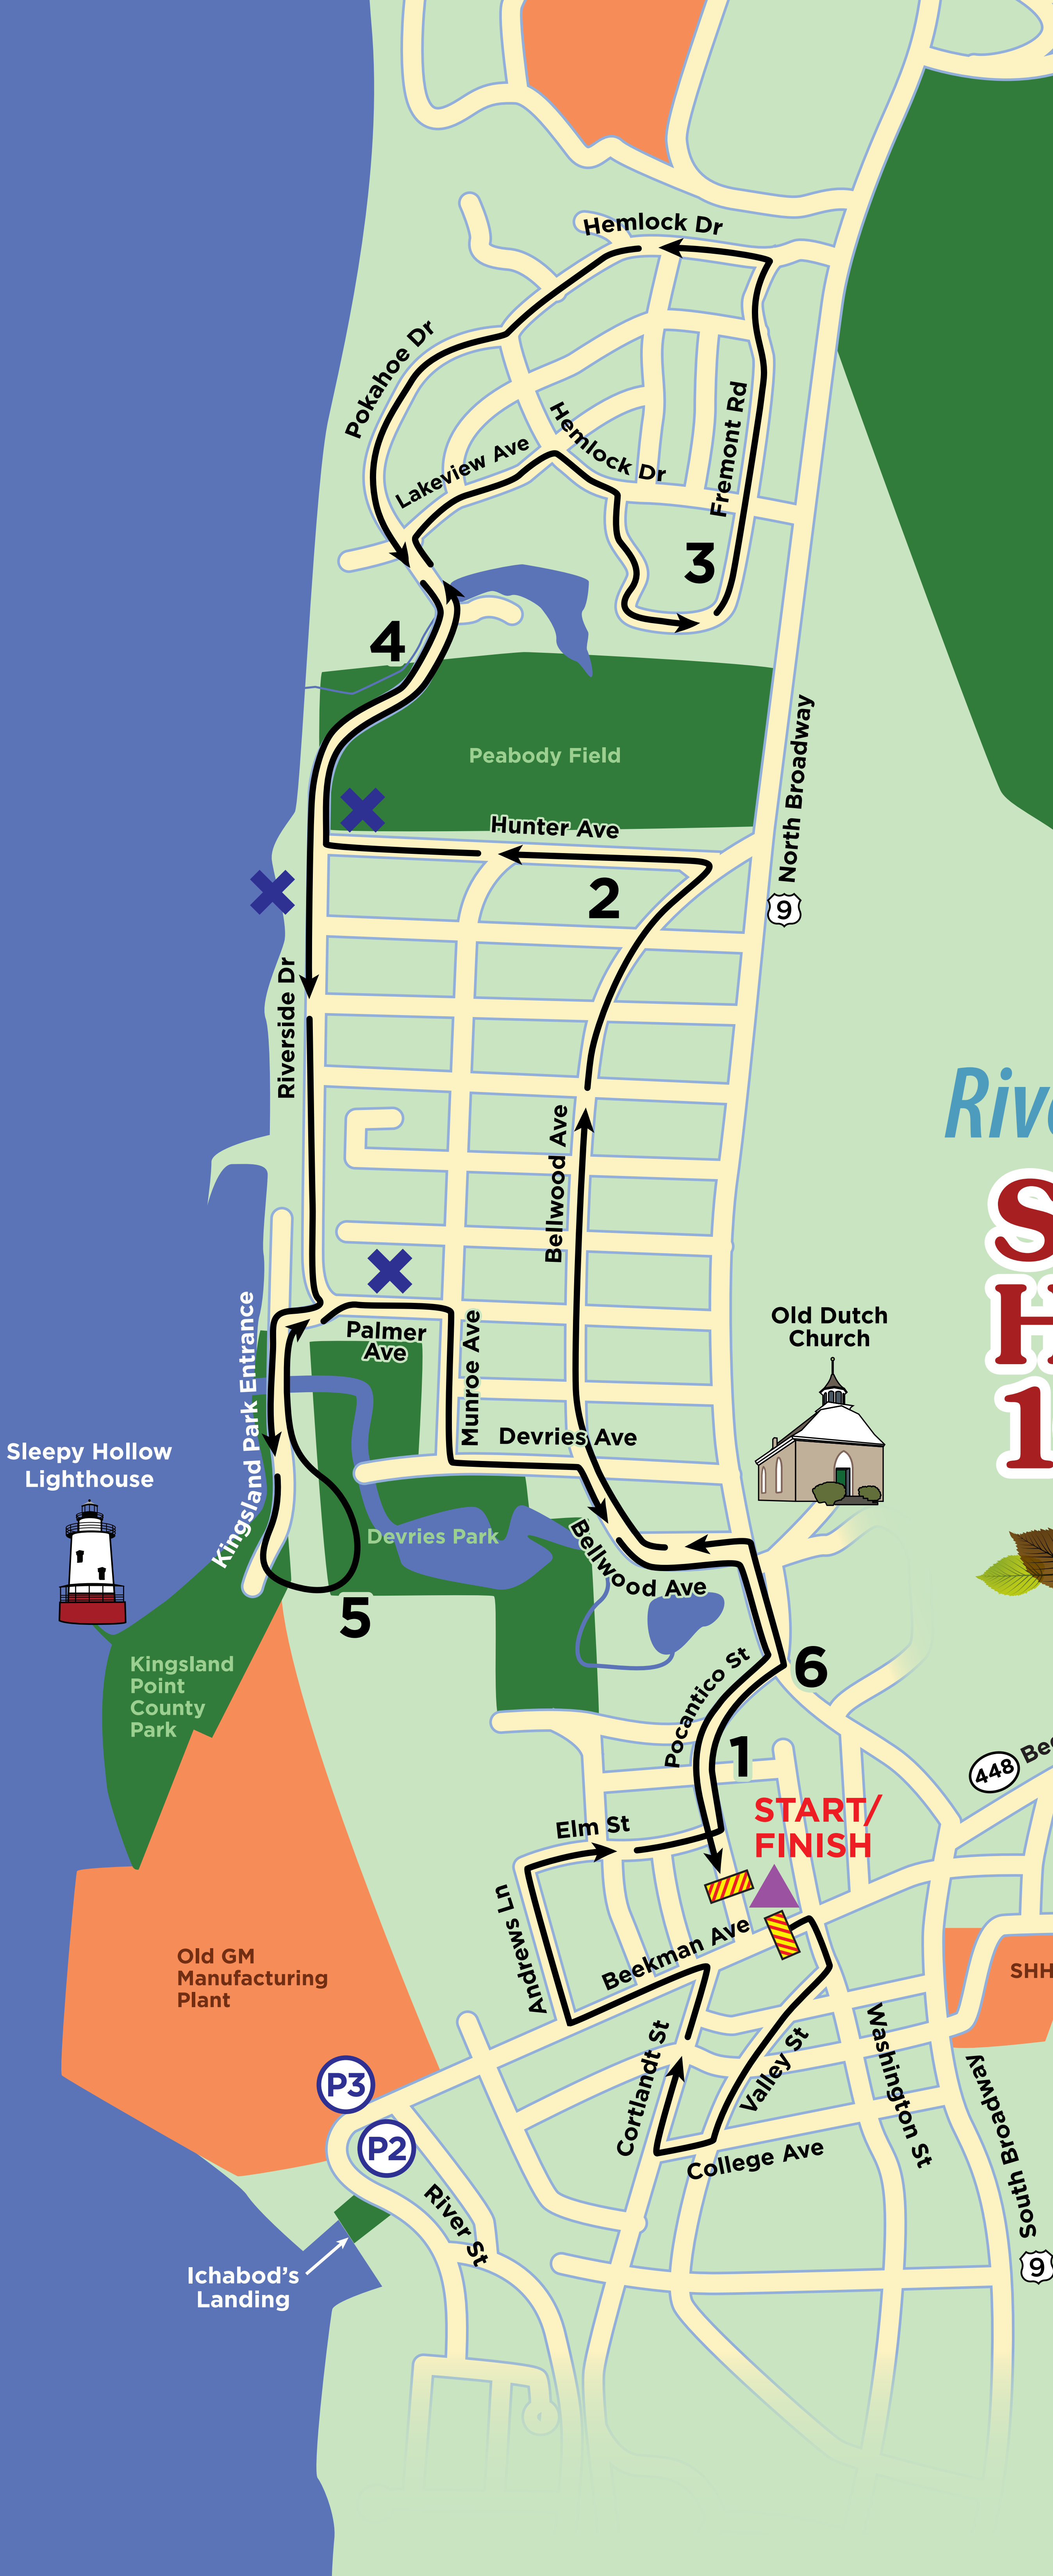 Hemlock Dr
Pokahoe Dr
Lakeview Ave
Hemlock Dr
Fremont Rd
3
4
Peabody Field
North Broadway
Hunter Ave
2
9
Riverside Dr
Riv
S
H
1
Bellwood Ave
Old Dutch
Church
Palmer
Ave
Munroe Ave
Kingsland Park Entrance
Devries Ave
Sleepy Hollow
Lighthouse
Devries Park
Bellwood Ave
5
Kingsland
Point
County
Park
6
Pocantico St
1
448
Be
START/
FINISH
Elm St
Andrews Ln
Beekman Ave
Old GM
Manufacturing
Plant
SHH
Cortlandt St
Valley St
Washington St
South Broadway
P3
P2
College Ave
River St
9
Ichabod's
Landing